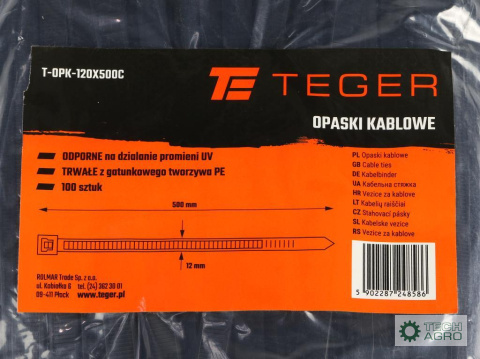 T-OPK-120X500C
TE TEGER
OPASKI KABLOWE
ODPORNE na działanie promieni UV
TRWAŁE z gatunkowego tworzywa PE
100 sztuk
PL Opaski kablowe
GB Cable ties
DE Kabelbinder
UA Кабельна стяжка
HR Vezice za kablove
LT Kabelių raiščiai
CZ Stahovací pásky
SL Kabelske vezice
RS Vezice za kablove
500 mm
12 mm
ROLMAR Trade Sp. z o.o.
ul. Kolnalka 8 tel. (24) 362 38 81
09-411 Płock www.teger.pl
5 902287 248586
TECH
AGRO